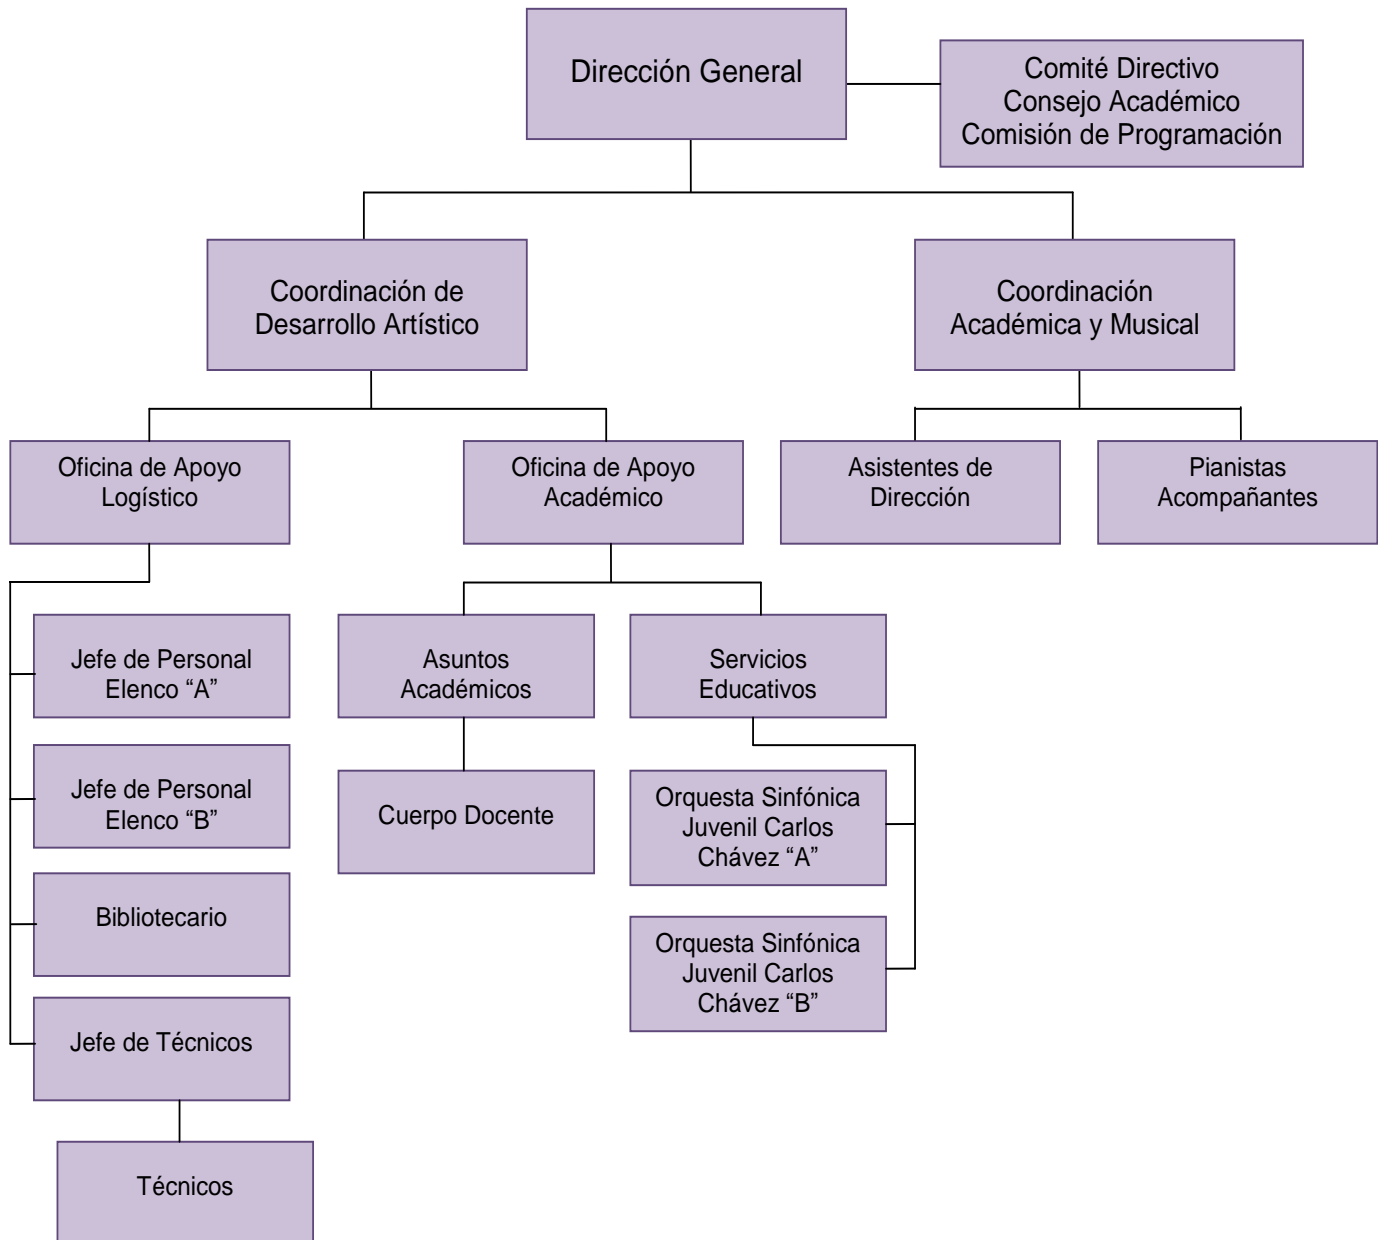 Dirección General
Comité Directivo
Consejo Académico
Comisión de Programación
Coordinación de
Desarrollo Artístico
Coordinación
Académica y Musical
Oficina de Apoyo
Logístico
Oficina de Apoyo
Académico
Asistentes de
Dirección
Pianistas
Acompañantes
Jefe de Personal
Elenco “A”
Asuntos
Académicos
Servicios
Educativos
Jefe de Personal
Elenco “B”
Cuerpo Docente
Orquesta Sinfónica
Juvenil Carlos
Chávez “A”
Bibliotecario
Orquesta Sinfónica
Juvenil Carlos
Chávez “B”
Jefe de Técnicos
Técnicos